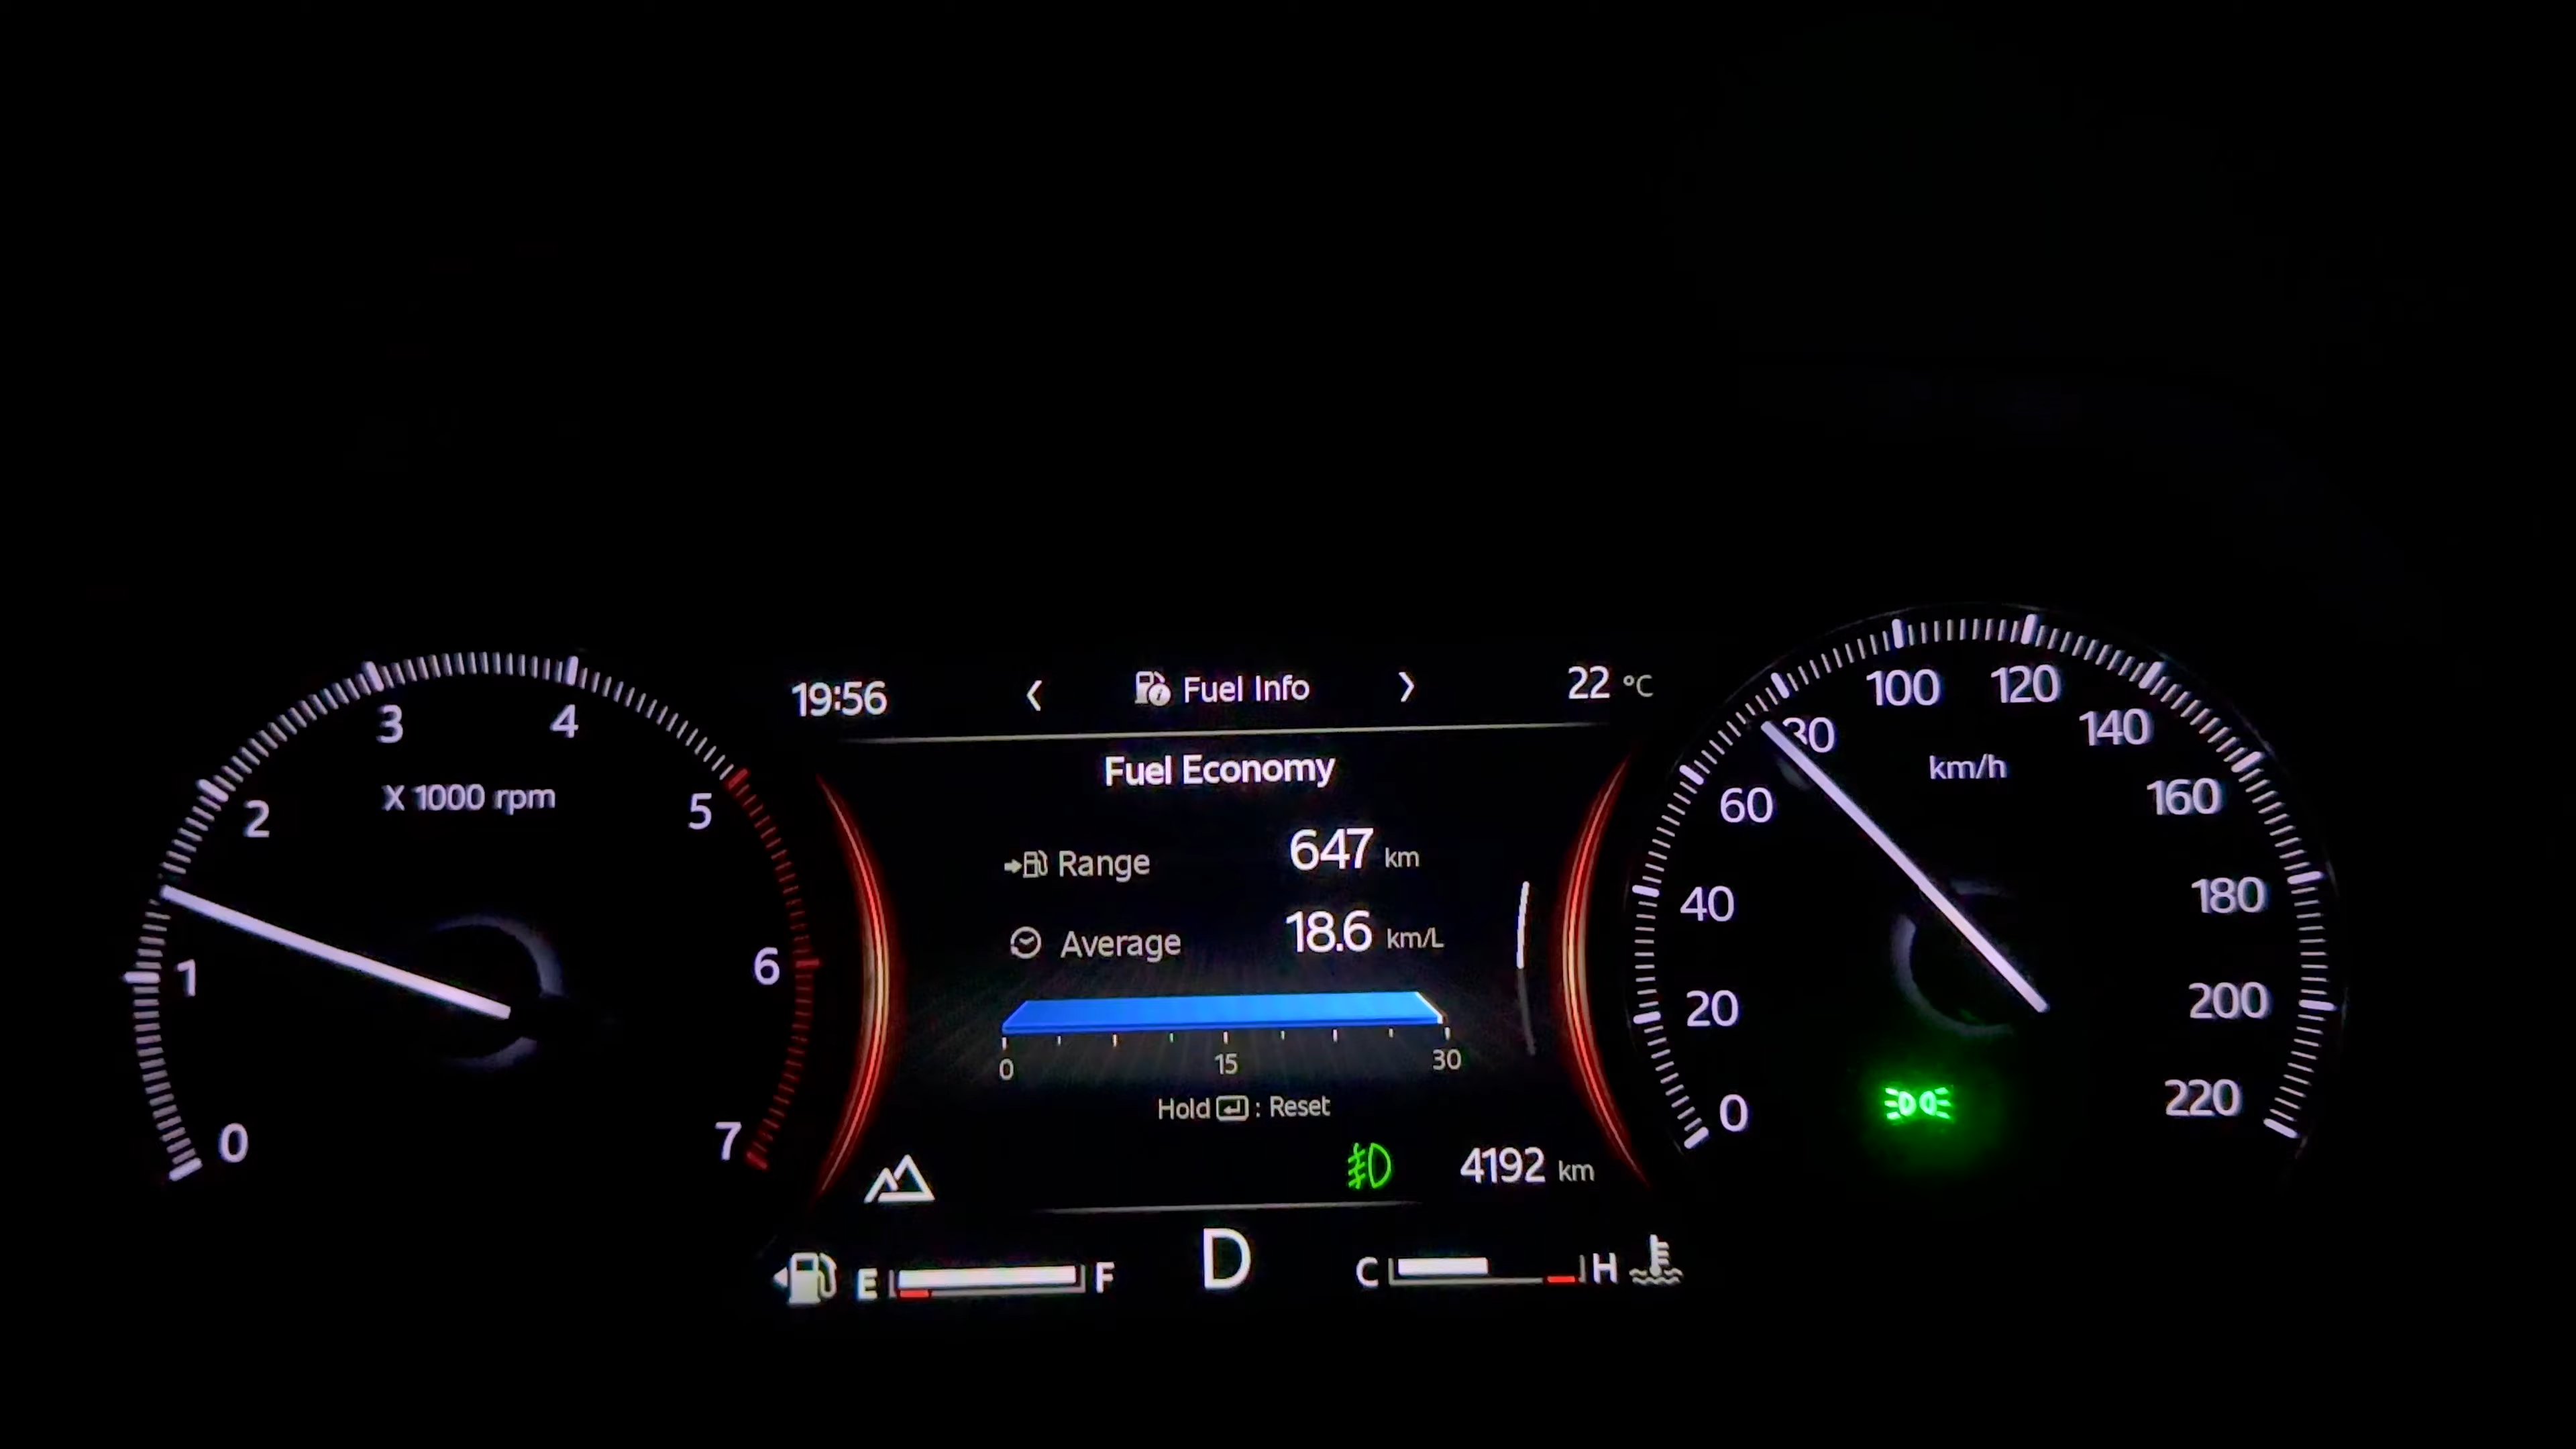 19:56
Fuel Info
22 °C
Fuel Economy
Range 647 km
Average 18.6 km/L
0 15 30
Hold : Reset
4192 km
E F
D
C H
0 1 2 3 4 5 6 7
X 1000 rpm
0 20 40 60 80 100 120 140 160 180 200 220
km/h